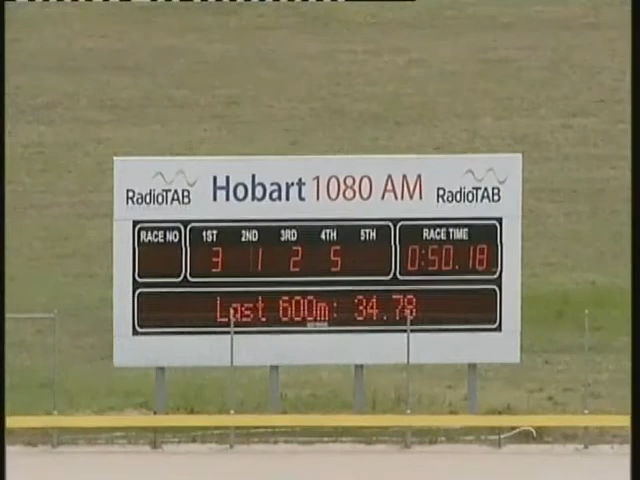 RadioTAB Hobart 1080 AM RadioTAB
RACE NO 1ST 2ND 3RD 4TH 5TH RACE TIME
3 1 2 5 0:50.18
Last 600m: 34.78